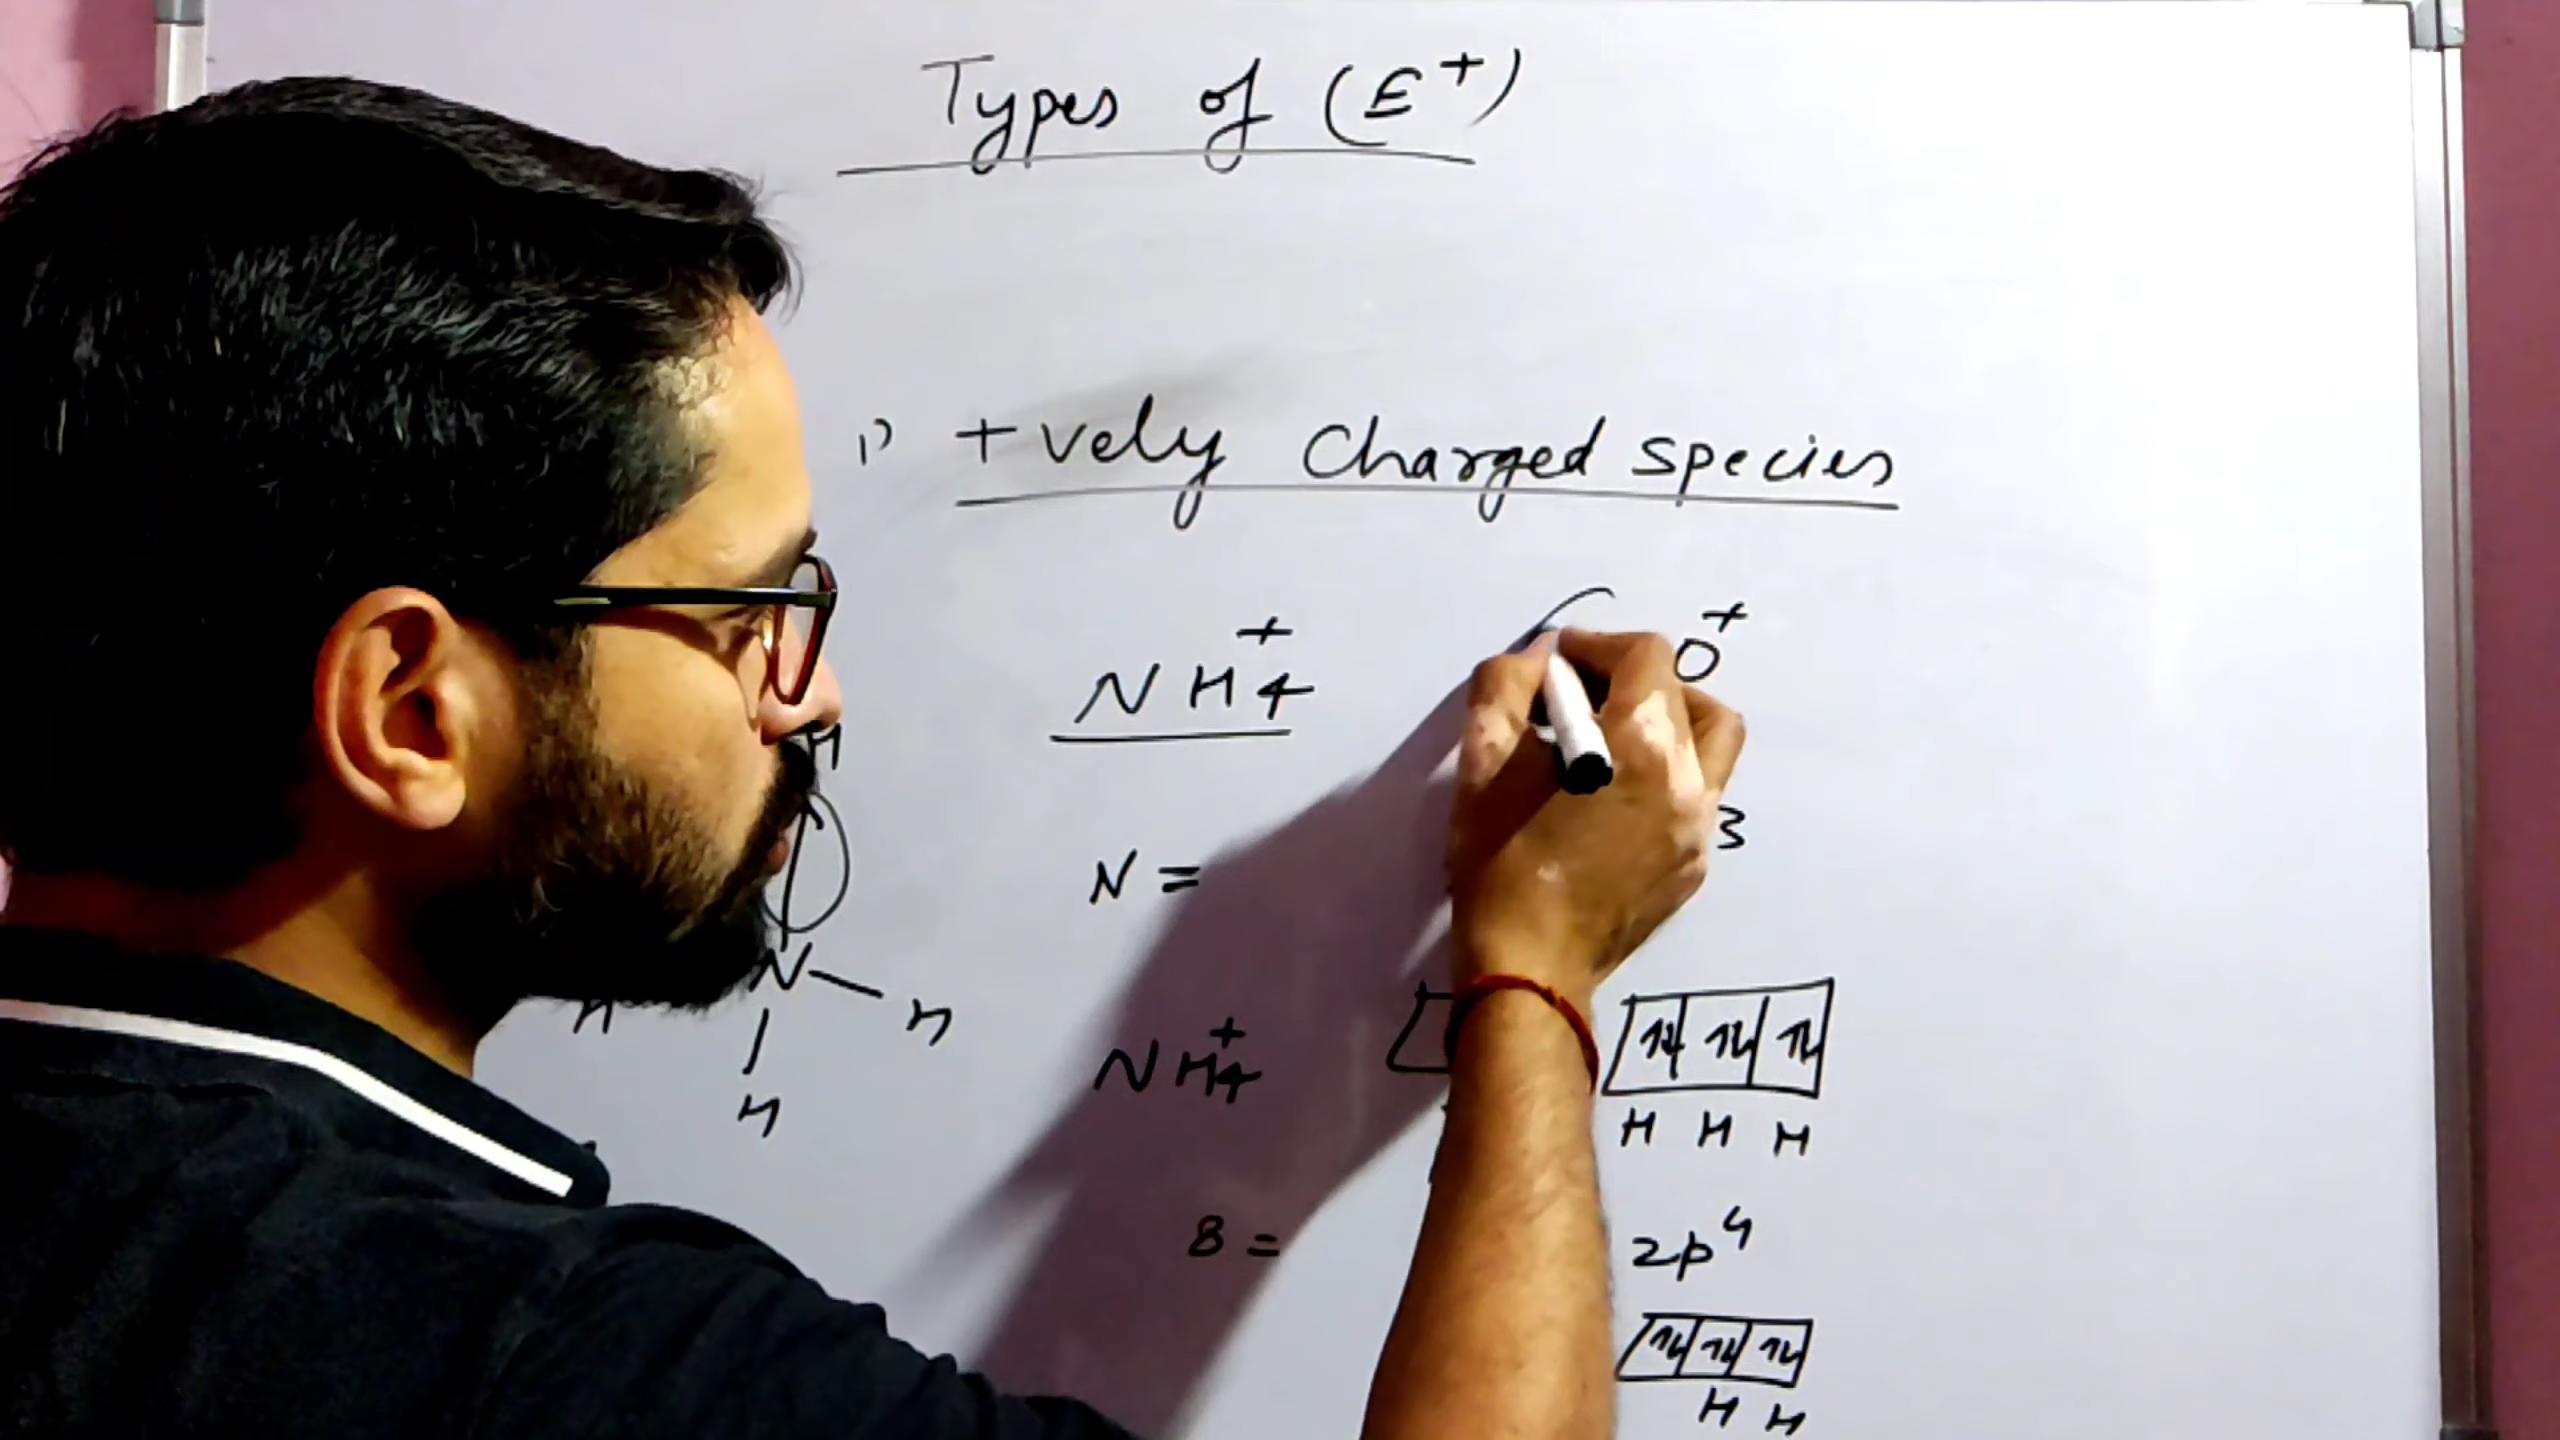 Types of (E+)
1) +vely Charged species
NH4+ O+
H
N = 3
N H
H
H
NH4+
H H H
8 = 2p4
H H